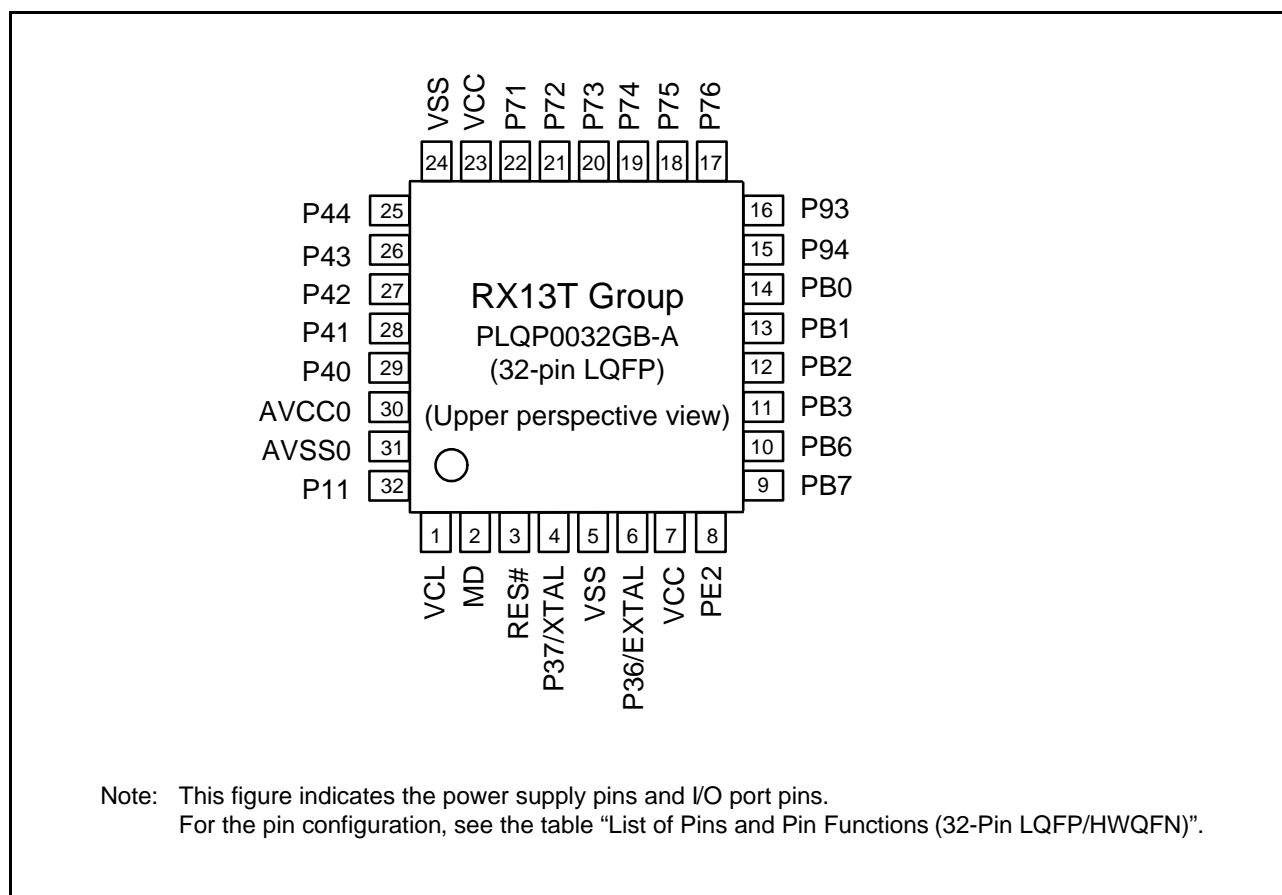 VSS
VCC
P71
P72
P73
P74
P75
P76
24
23
22
21
20
19
18
17
P44
25
P43
26
P42
27
P41
28
P40
29
AVCC0
30
AVSS0
31
P11
32
RX13T Group
PLQP0032GB-A
(32-pin LQFP)
(Upper perspective view)
16
P93
15
P94
14
PB0
13
PB1
12
PB2
11
PB3
10
PB6
9
PB7
1
2
3
4
5
6
7
8
VCL
MD
RES#
P37/XTAL
VSS
P36/EXTAL
VCC
PE2
Note: This figure indicates the power supply pins and I/O port pins.
For the pin configuration, see the table “List of Pins and Pin Functions (32-Pin LQFP/HWQFN)”.